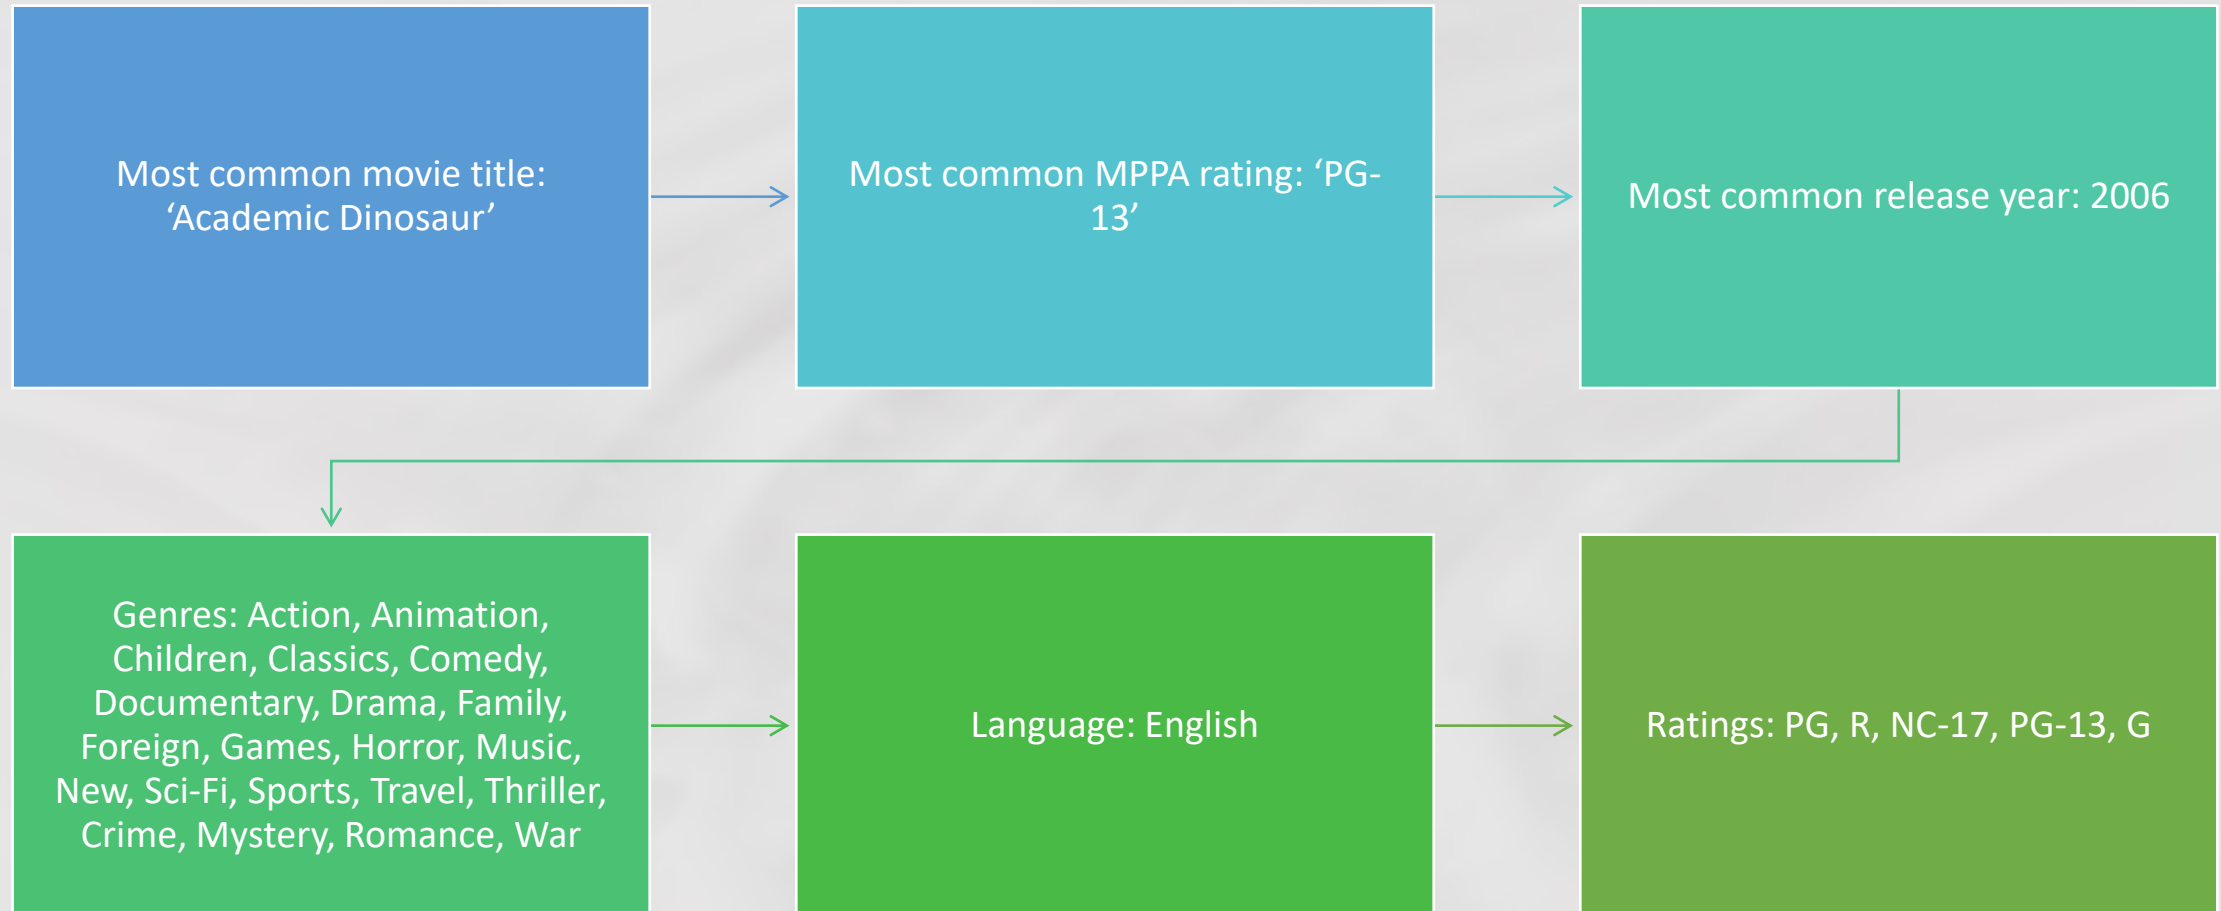 Most common movie title:
‘Academic Dinosaur’
Most common MPPA rating: ‘PG-
13’
Most common release year: 2006
Genres: Action, Animation,
Children, Classics, Comedy,
Documentary, Drama, Family,
Foreign, Games, Horror, Music,
New, Sci-Fi, Sports, Travel, Thriller,
Crime, Mystery, Romance, War
Language: English
Ratings: PG, R, NC-17, PG-13, G